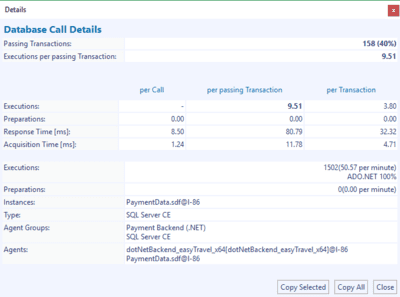 Details x
Database Call Details
Passing Transactions: 158 (40%)
Executions per passing Transaction: 9.51
per Call per passing Transaction per Transaction
Executions: - 9.51 3.80
Preparations: 0.00 0.00 0.00
Response Time [ms]: 8.50 80.79 32.32
Acquisition Time [ms]: 1.24 11.78 4.71
Executions: 1502(50.57 per minute)
ADO.NET 100%
Preparations: 0(0.00 per minute)
Instances: PaymentData.sdf@I-86
Type: SQL Server CE
Agent Groups: Payment Backend (.NET)
SQL Server CE
Agents: dotNetBackend_easyTravel_x64[dotNetBackend_easyTravel_x64]@I-86
PaymentData.sdf@I-86
Copy Selected Copy All Close